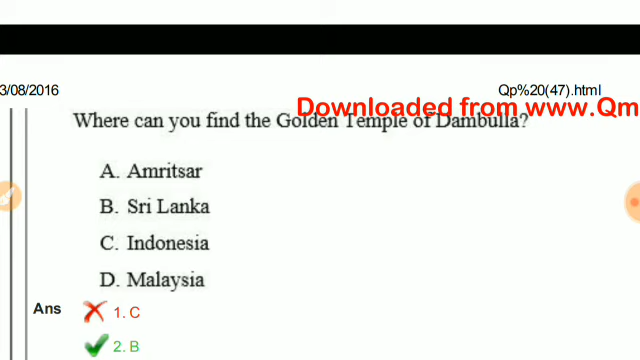 3/08/2016 Qp%20(47).html
Downloaded from www.Qm
Where can you find the Golden Temple of Dambulla?
A. Amritsar
B. Sri Lanka
C. Indonesia
D. Malaysia
Ans 1. C
2. B